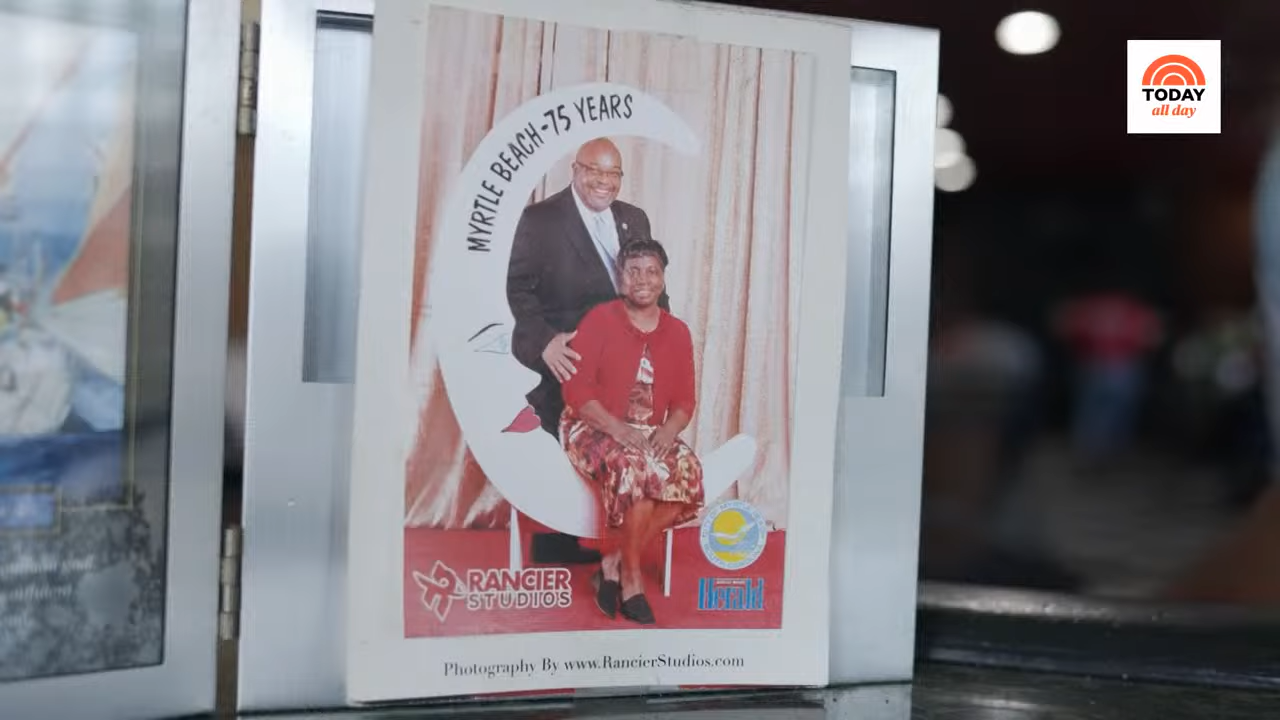 TODAY
all day
MYRTLE BEACH-75 YEARS
RANCIER
STUDIOS
Herald
Photography By www.RancierStudios.com